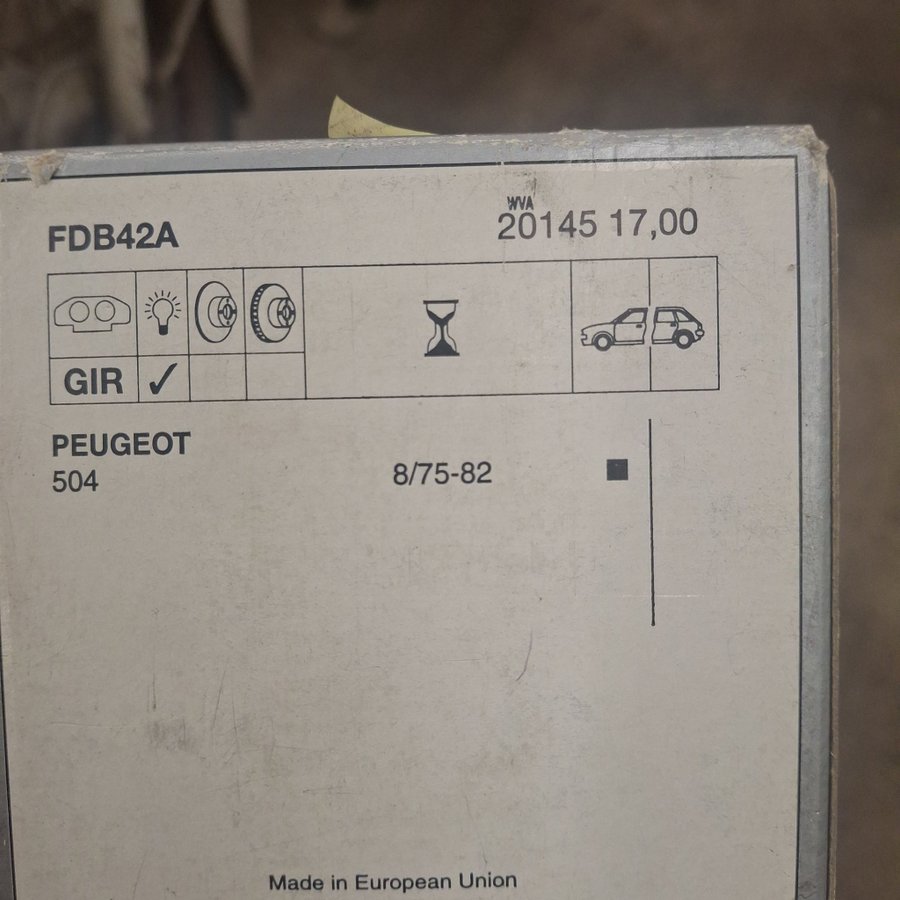 FDB42A
WVA
20145 17,00
GIR ✓
PEUGEOT
504 8/75-82 ■
Made in European Union